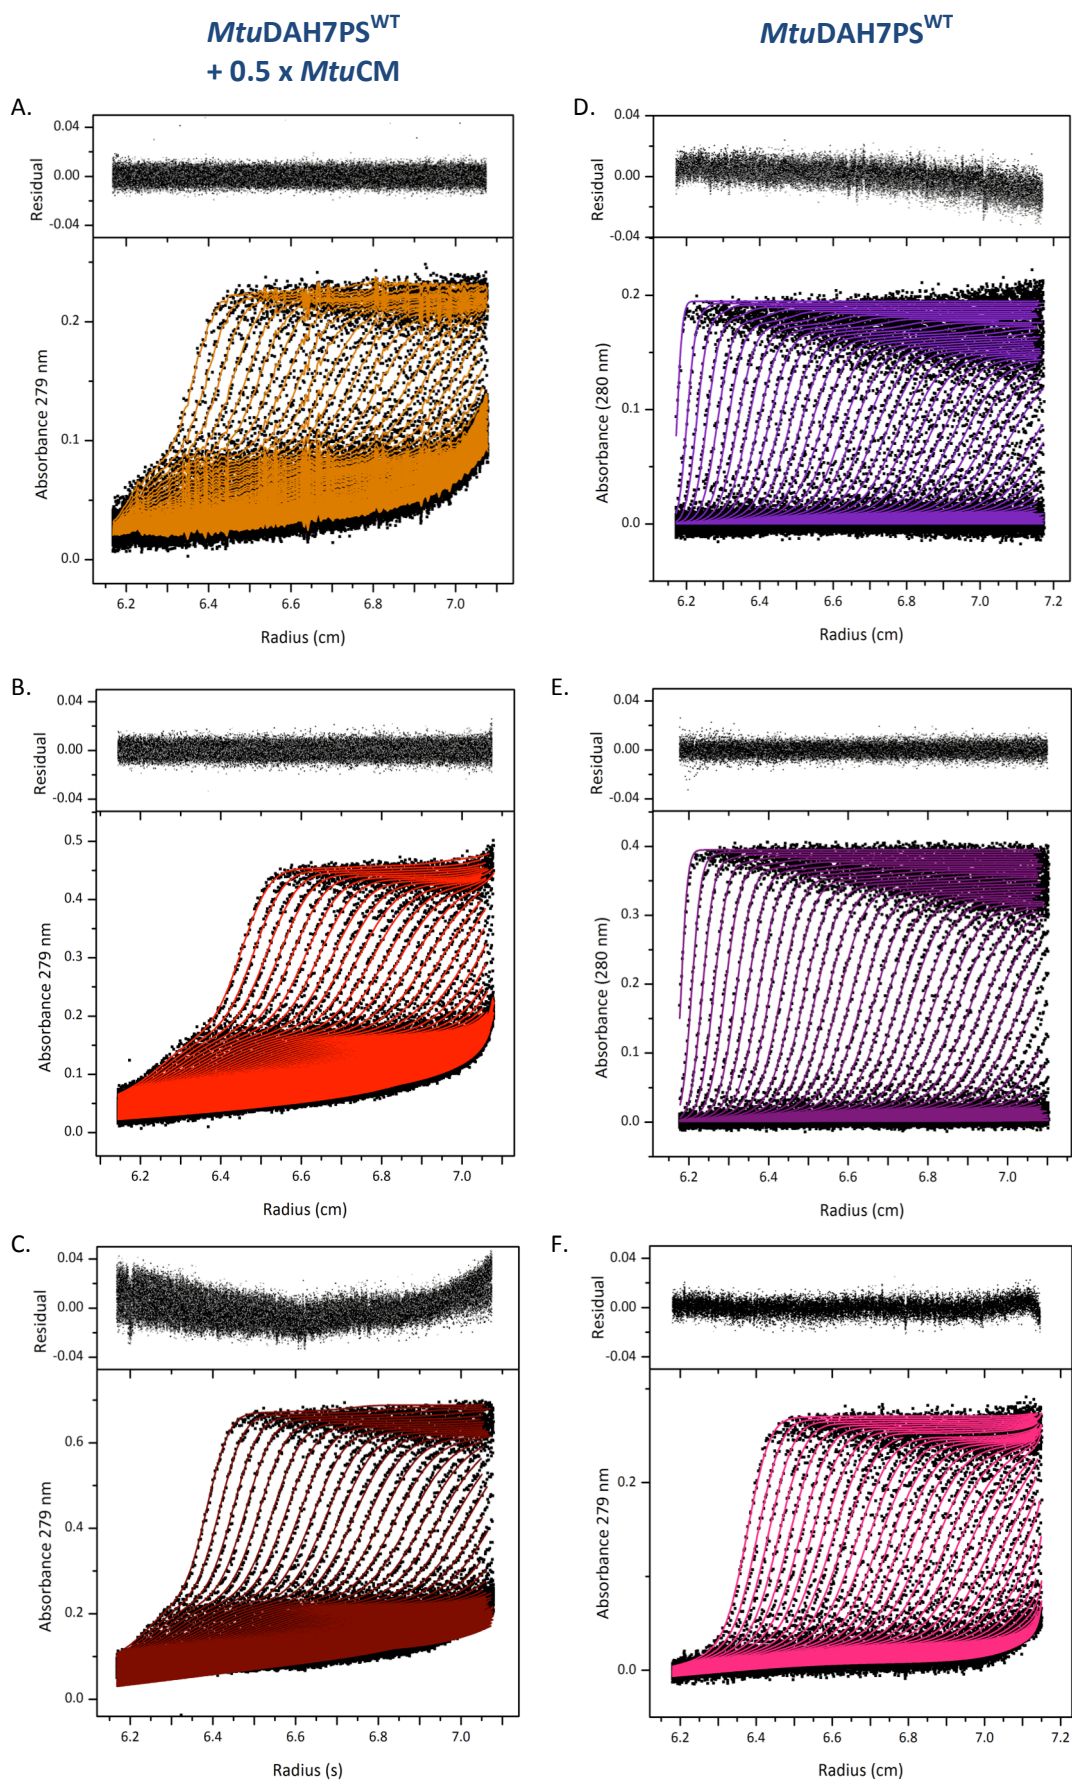 MtuDAH7PSWT
+ 0.5 x MtuCM
MtuDAH7PSWT
A.
0.04
0.00
-0.04
Residual
0.2
0.1
0.0
Absorbance 279 nm
6.2 6.4 6.6 6.8 7.0
Radius (cm)
D.
0.04
0.00
-0.04
Residual
0.2
0.1
0.0
Absorbance (280 nm)
6.2 6.4 6.6 6.8 7.0 7.2
Radius (cm)
B.
0.04
0.00
-0.04
Residual
0.5
0.4
0.3
0.2
0.1
0.0
Absorbance 279 nm
6.2 6.4 6.6 6.8 7.0
Radius (cm)
E.
0.04
0.00
-0.04
Residual
0.4
0.3
0.2
0.1
0.0
Absorbance (280 nm)
6.2 6.4 6.6 6.8 7.0
Radius (cm)
C.
0.04
0.00
-0.04
Residual
0.6
0.4
0.2
0.0
Absorbance 279 nm
6.2 6.4 6.6 6.8 7.0
Radius (s)
F.
0.04
0.00
-0.04
Residual
0.2
0.0
Absorbance 279 nm
6.2 6.4 6.6 6.8 7.0 7.2
Radius (cm)